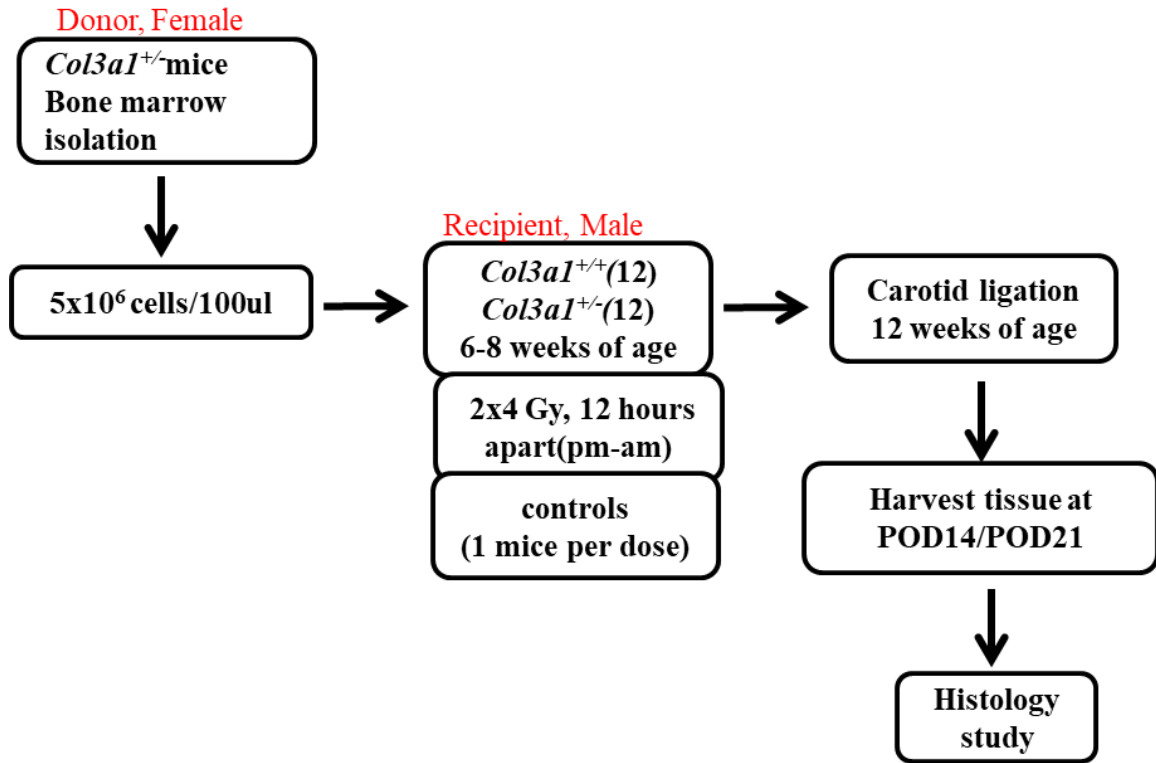 Donor, Female
Col3a1⁺/⁻mice
Bone marrow
isolation
5x10⁶ cells/100ul
Recipient, Male
Col3a1⁺/⁺(12)
Col3a1⁺/⁻(12)
6-8 weeks of age
2x4 Gy, 12 hours
apart(pm-am)
controls
(1 mice per dose)
Carotid ligation
12 weeks of age
Harvest tissue at
POD14/POD21
Histology
study